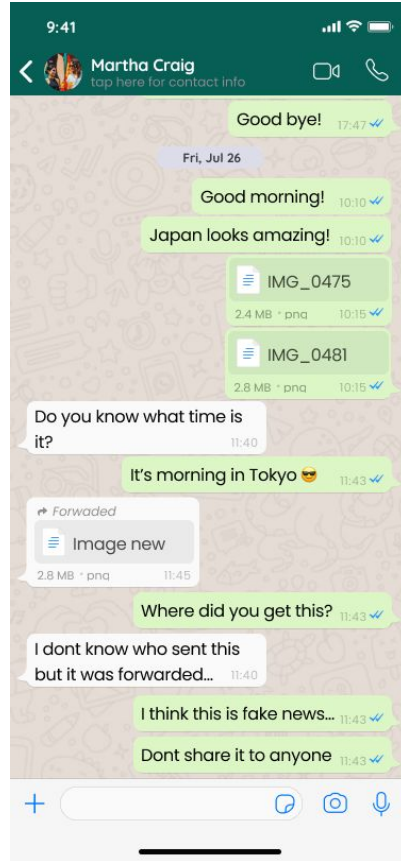 9:41
Martha Craig
tap here for contact info
Good bye! 17:47
Fri, Jul 26
Good morning! 10:10
Japan looks amazing! 10:10
IMG_0475
2.4 MB · png 10:15
IMG_0481
2.8 MB · png 10:15
Do you know what time is
it? 11:40
It's morning in Tokyo 😎 11:43
Forwaded
Image new
2.8 MB · png 11:45
Where did you get this? 11:43
I dont know who sent this
but it was forwarded... 11:40
I think this is fake news... 11:43
Dont share it to anyone 11:43